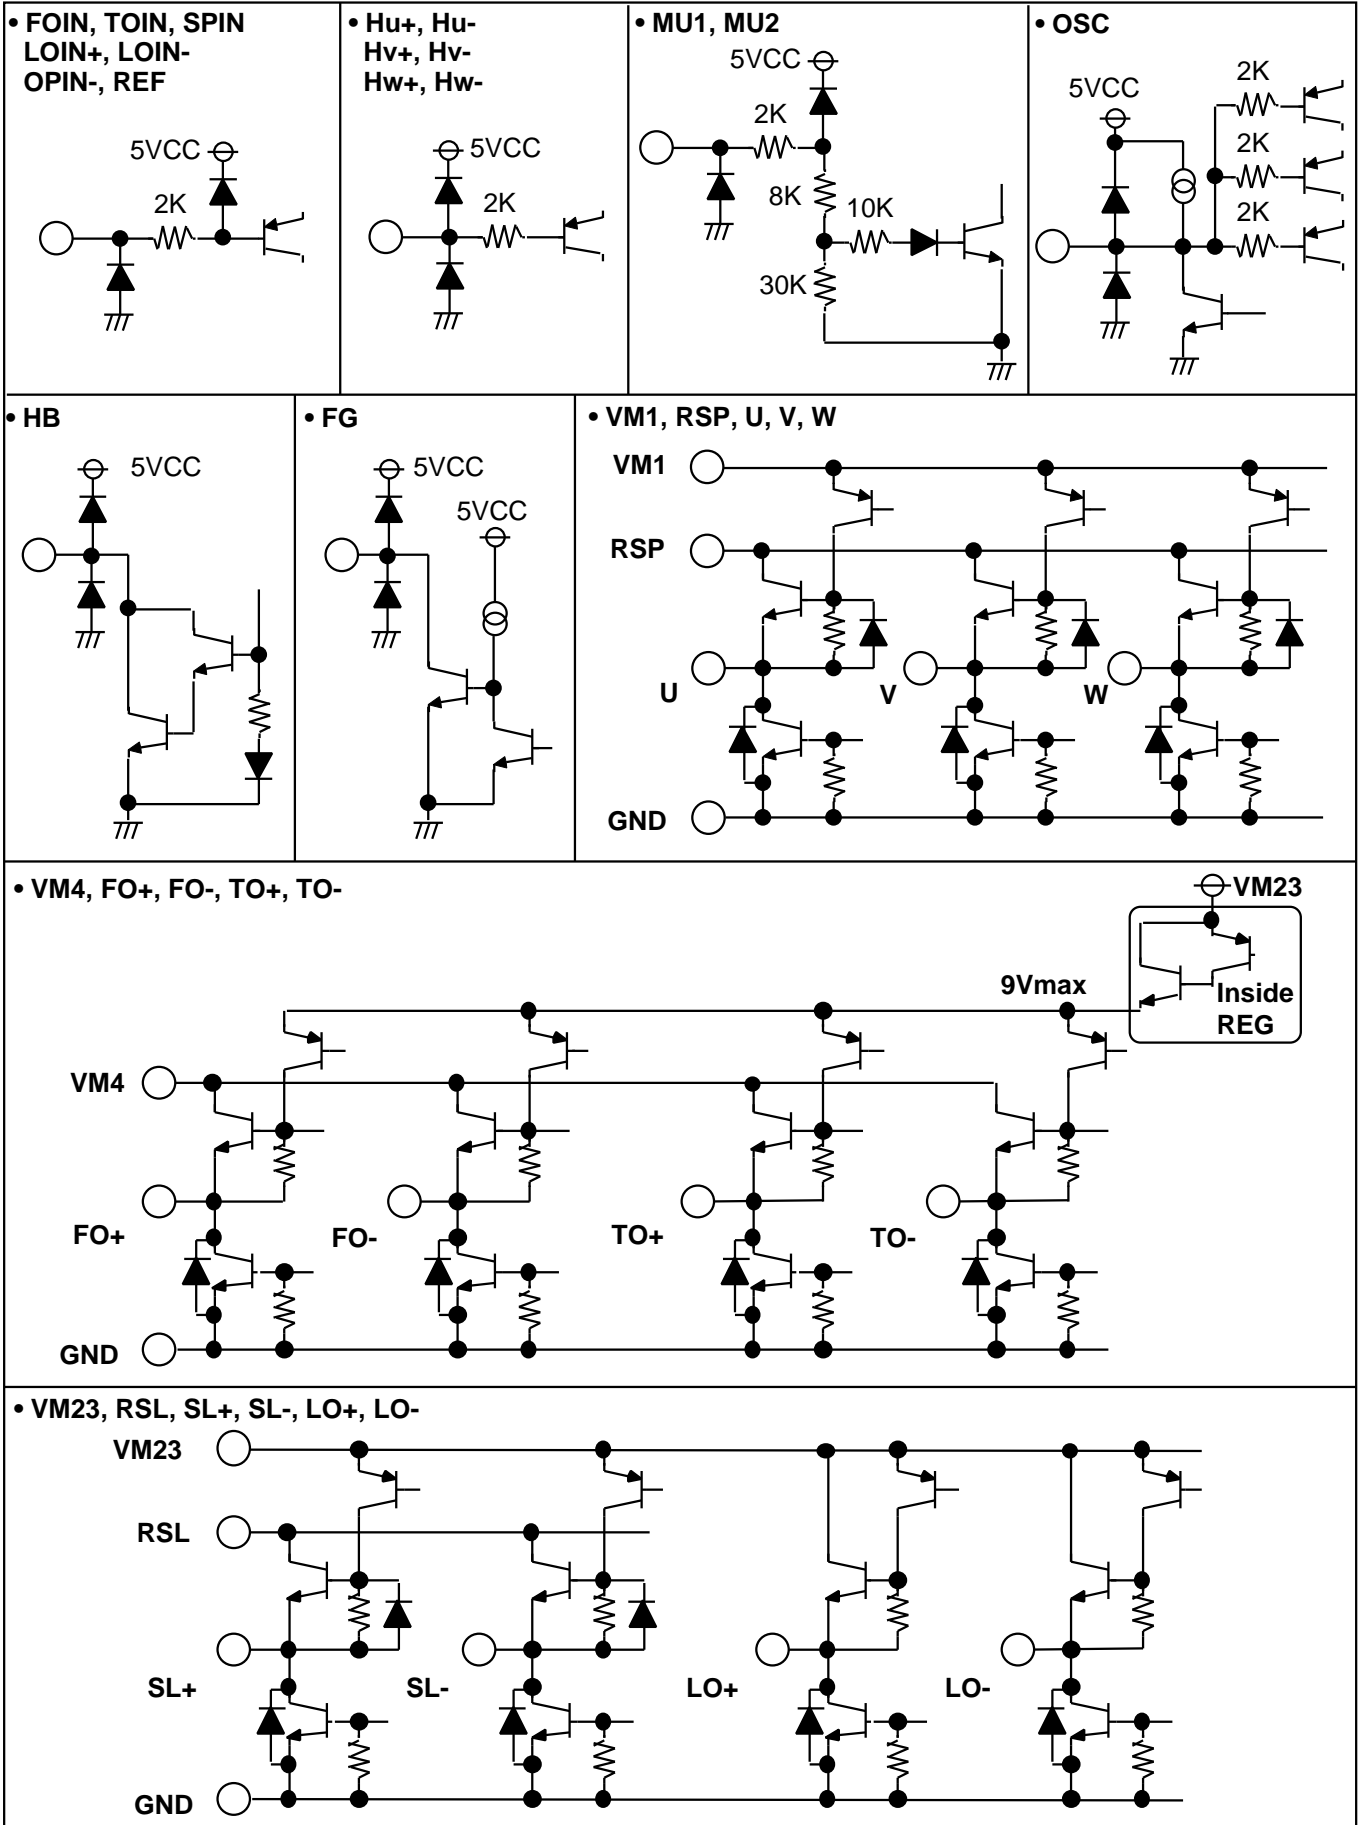 • FOIN, TOIN, SPIN
LOIN+, LOIN-
OPIN-, REF
5VCC
2K
• Hu+, Hu-
Hv+, Hv-
Hw+, Hw-
5VCC
2K
• MU1, MU2
5VCC
2K
8K
10K
30K
• OSC
5VCC
2K
2K
2K
• HB
5VCC
• FG
5VCC
5VCC
• VM1, RSP, U, V, W
VM1
RSP
U
V
W
GND
• VM4, FO+, FO-, TO+, TO-
VM23
9Vmax
Inside
REG
VM4
FO+
FO-
TO+
TO-
GND
• VM23, RSL, SL+, SL-, LO+, LO-
VM23
RSL
SL+
SL-
LO+
LO-
GND